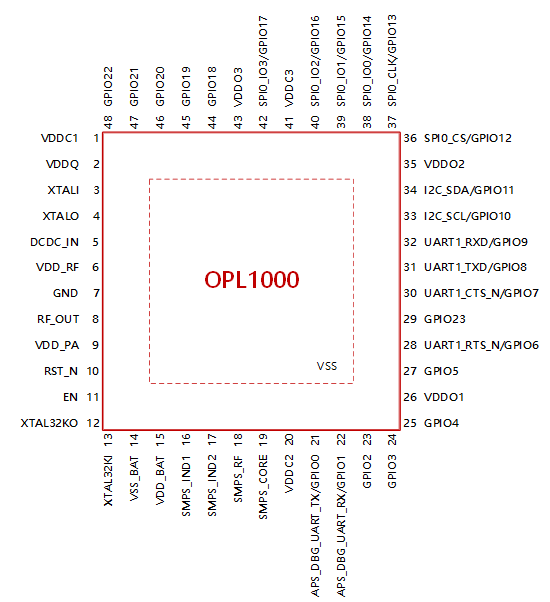 48 GPIO22
47 GPIO21
46 GPIO20
45 GPIO19
44 GPIO18
43 VDDO3
42 SPI0_IO3/GPIO17
41 VDDC3
40 SPI0_IO2/GPIO16
39 SPI0_IO1/GPIO15
38 SPI0_IO0/GPIO14
37 SPI0_CLK/GPIO13
VDDC1 1
VDDQ 2
XTALI 3
XTALO 4
DCDC_IN 5
VDD_RF 6
GND 7
RF_OUT 8
VDD_PA 9
RST_N 10
EN 11
XTAL32KO 12
OPL1000
VSS
36 SPI0_CS/GPIO12
35 VDDO2
34 I2C_SDA/GPIO11
33 I2C_SCL/GPIO10
32 UART1_RXD/GPIO9
31 UART1_TXD/GPIO8
30 UART1_CTS_N/GPIO7
29 GPIO23
28 UART1_RTS_N/GPIO6
27 GPIO5
26 VDDO1
25 GPIO4
XTAL32KI 13
VSS_BAT 14
VDD_BAT 15
SMPS_IND1 16
SMPS_IND2 17
SMPS_RF 18
SMPS_CORE 19
VDDC2 20
APS_DBG_UART_TX/GPIO0 21
APS_DBG_UART_RX/GPIO1 22
GPIO2 23
GPIO3 24